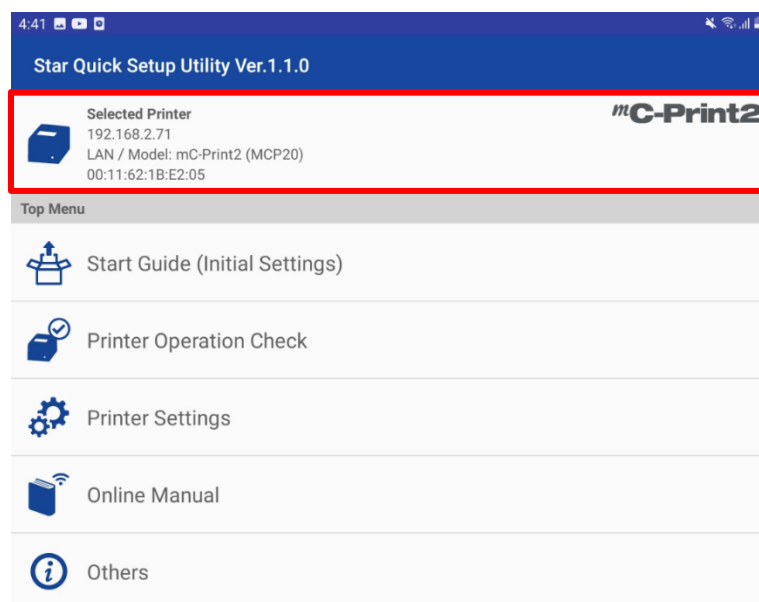 4:41
Star Quick Setup Utility Ver.1.1.0
Selected Printer
192.168.2.71
LAN / Model: mC-Print2 (MCP20)
00:11:62:1B:E2:05
mC-Print2
Top Menu
Start Guide (Initial Settings)
Printer Operation Check
Printer Settings
Online Manual
Others